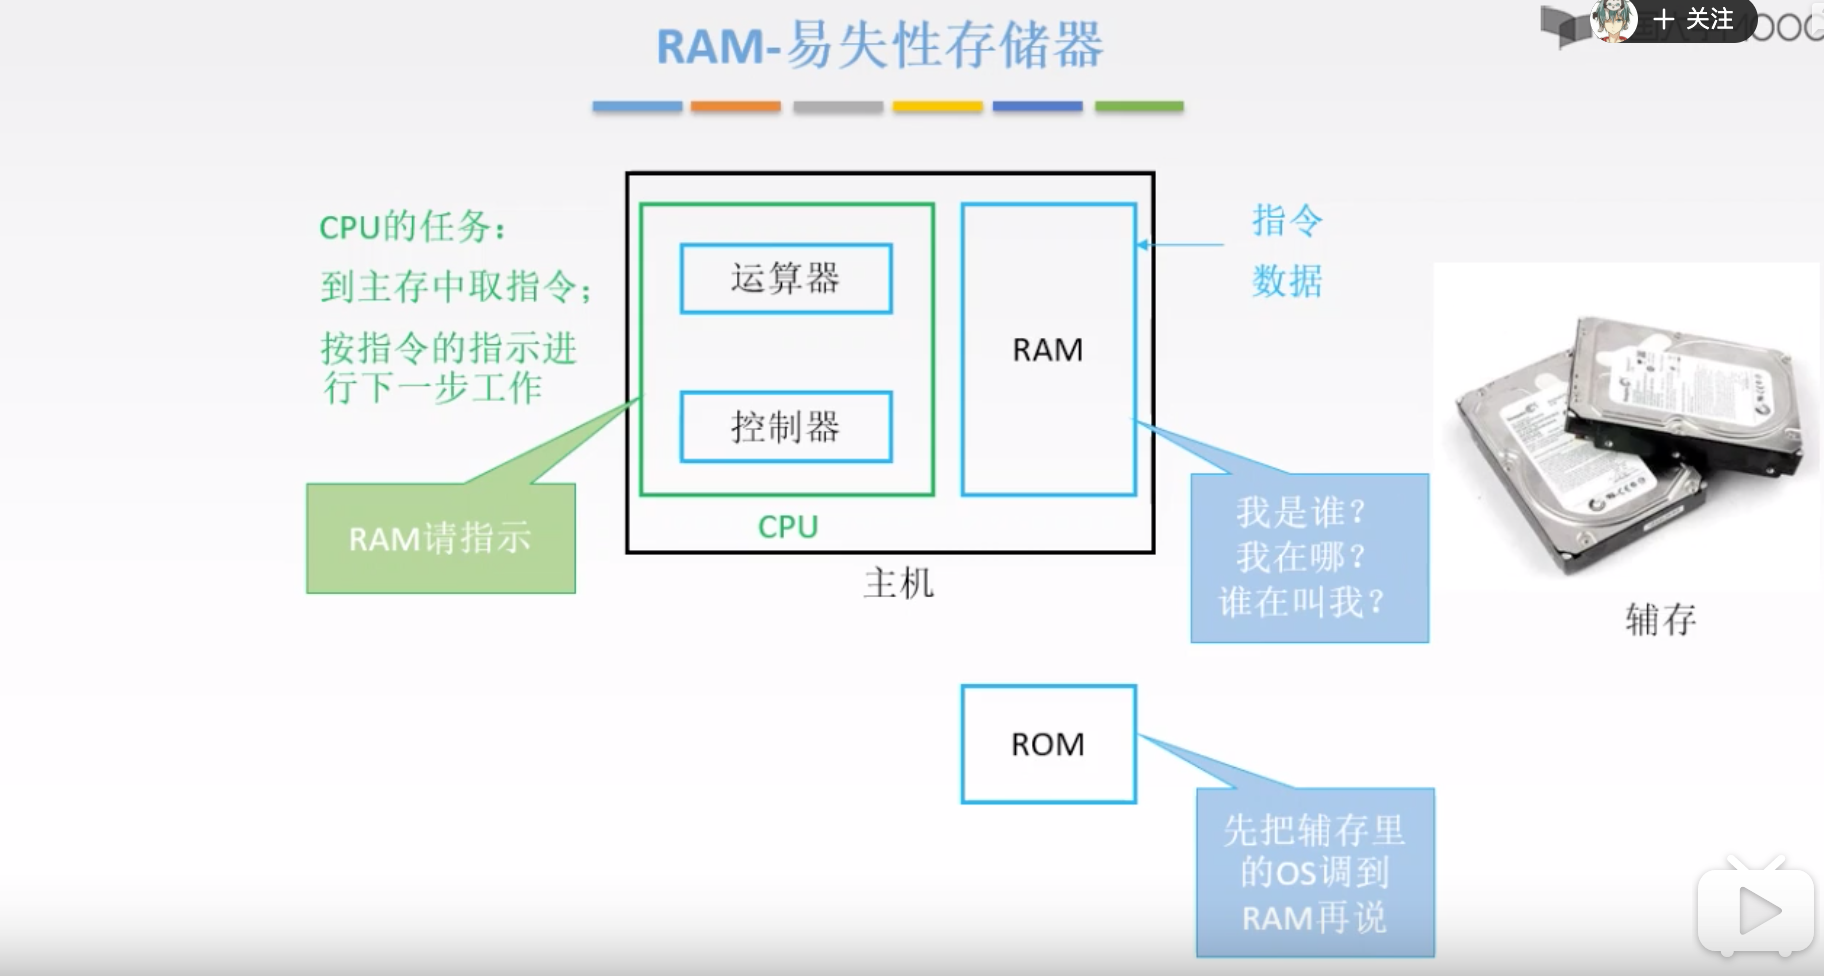 RAM-易失性存储器
＋ 关注
CPU的任务：
到主存中取指令；
按指令的指示进
行下一步工作
RAM请指示
运算器
控制器
CPU
RAM
主机
指令
数据
我是谁？
我在哪？
谁在叫我？
辅存
ROM
先把辅存里
的OS调到
RAM再说